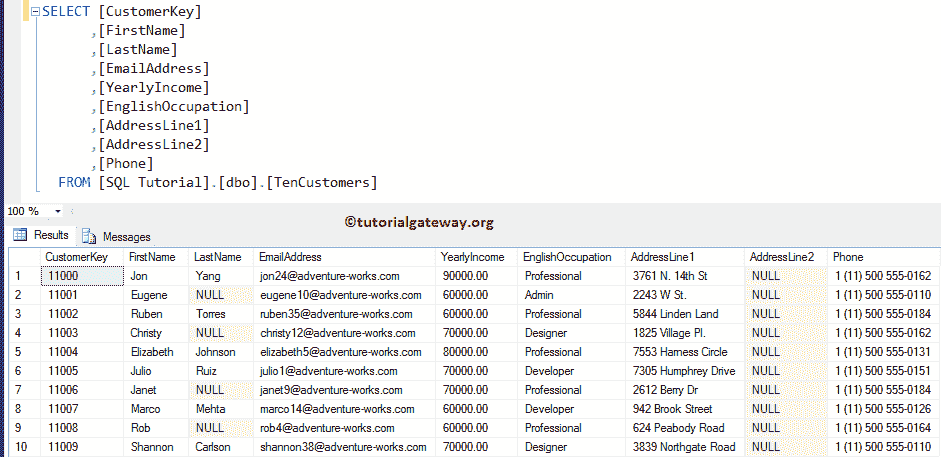 SELECT [CustomerKey]
,[FirstName]
,[LastName]
,[EmailAddress]
,[YearlyIncome]
,[EnglishOccupation]
,[AddressLine1]
,[AddressLine2]
,[Phone]
FROM [SQL Tutorial].[dbo].[TenCustomers]
100 %
©tutorialgateway.org
Results Messages
CustomerKey FirstName LastName EmailAddress YearlyIncome EnglishOccupation AddressLine1 AddressLine2 Phone
1 11000 Jon Yang jon24@adventure-works.com 90000.00 Professional 3761 N. 14th St NULL 1 (11) 500 555-0162
2 11001 Eugene NULL eugene10@adventure-works.com 60000.00 Admin 2243 W St. NULL 1 (11) 500 555-0110
3 11002 Ruben Torres ruben35@adventure-works.com 60000.00 Professional 5844 Linden Land NULL 1 (11) 500 555-0184
4 11003 Christy NULL christy12@adventure-works.com 70000.00 Designer 1825 Village Pl. NULL 1 (11) 500 555-0162
5 11004 Elizabeth Johnson elizabeth5@adventure-works.com 80000.00 Professional 7553 Harness Circle NULL 1 (11) 500 555-0131
6 11005 Julio Ruiz julio1@adventure-works.com 70000.00 Developer 7305 Humphrey Drive NULL 1 (11) 500 555-0151
7 11006 Janet NULL janet9@adventure-works.com 70000.00 Professional 2612 Berry Dr NULL 1 (11) 500 555-0184
8 11007 Marco Mehta marco14@adventure-works.com 60000.00 Developer 942 Brook Street NULL 1 (11) 500 555-0126
9 11008 Rob NULL rob4@adventure-works.com 60000.00 Professional 624 Peabody Road NULL 1 (11) 500 555-0164
10 11009 Shannon Carlson shannon38@adventure-works.com 70000.00 Designer 3839 Northgate Road NULL 1 (11) 500 555-0110